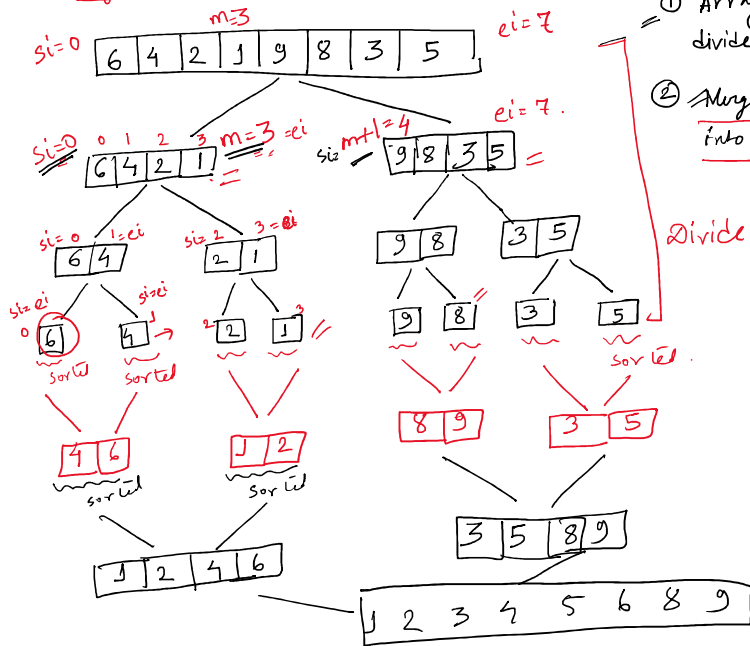 m=3
① Arra
si=0
6 4 2 1 9 8 3 5
ei=7
divide
② Merg
into
si=0
0 1 2 3
m=3 =ei
6 4 2 1
si= m+1=4
ei=7.
9 8 3 5
Divide
si=0 1=ei
6 4
si=2 3=ei
2 1
9 8
3 5
si=ei
0 6
si=ei
4 1
2 2
1 3
9
8
3
5
sorted
sorted
sorted.
4 6
sorted
1 2
sorted
8 9
3 5
1 2 4 6
3 5 8 9
1 2 3 4 5 6 8 9